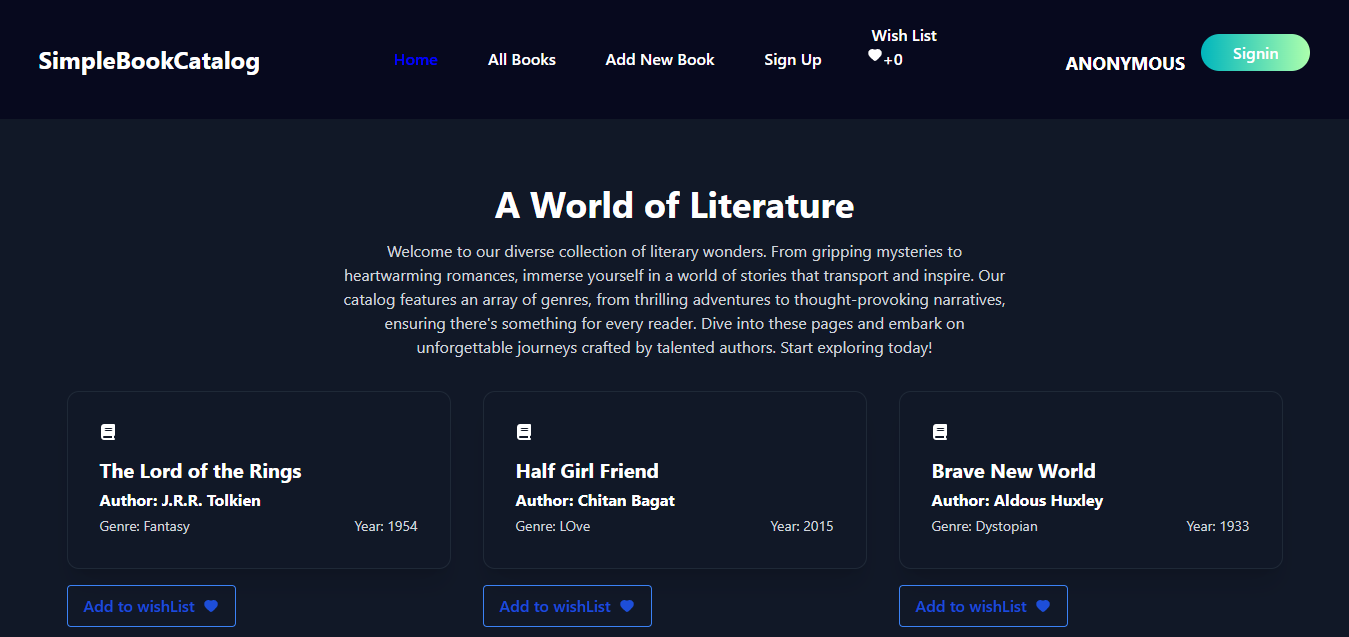 SimpleBookCatalog
Home
All Books
Add New Book
Sign Up
Wish List
+0
ANONYMOUS
Signin
A World of Literature
Welcome to our diverse collection of literary wonders. From gripping mysteries to
heartwarming romances, immerse yourself in a world of stories that transport and inspire. Our
catalog features an array of genres, from thrilling adventures to thought-provoking narratives,
ensuring there's something for every reader. Dive into these pages and embark on
unforgettable journeys crafted by talented authors. Start exploring today!
The Lord of the Rings
Author: J.R.R. Tolkien
Genre: Fantasy
Year: 1954
Add to wishList
Half Girl Friend
Author: Chitan Bagat
Genre: LOve
Year: 2015
Add to wishList
Brave New World
Author: Aldous Huxley
Genre: Dystopian
Year: 1933
Add to wishList